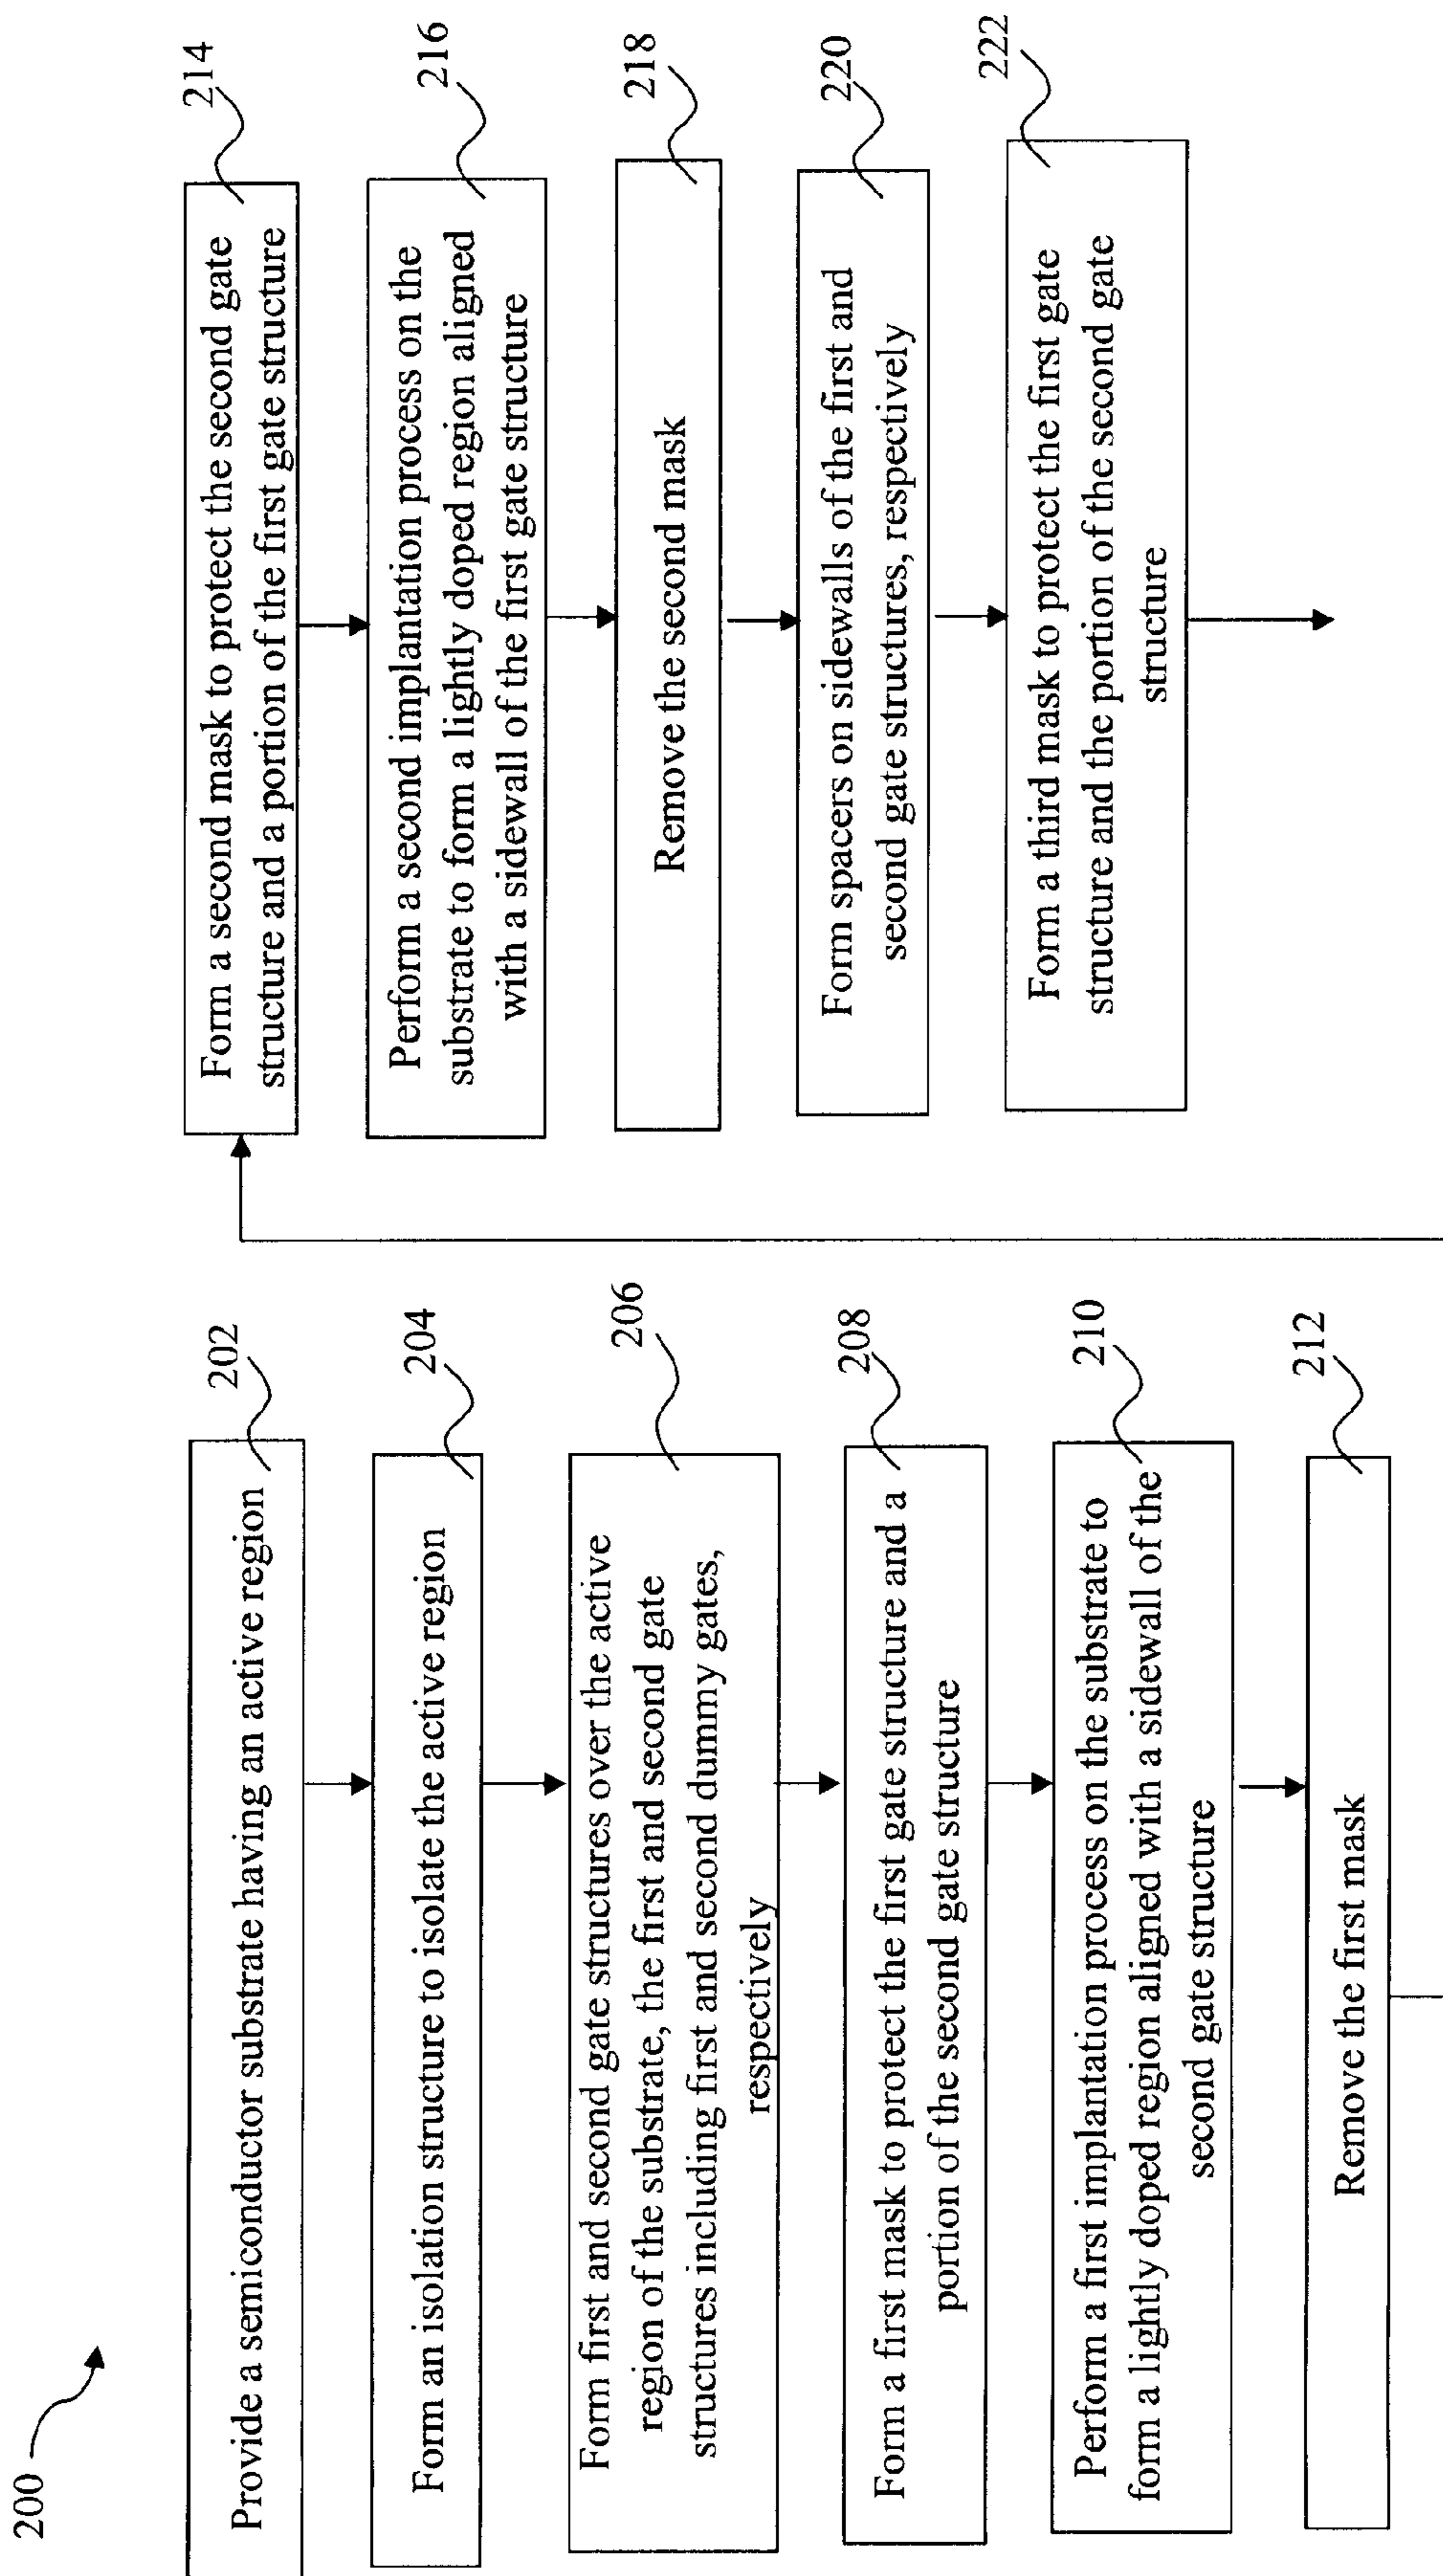 200
202
Provide a semiconductor substrate having an active region
204
Form an isolation structure to isolate the active region
206
Form first and second gate structures over the active
region of the substrate, the first and second gate
structures including first and second dummy gates,
respectively
208
Form a first mask to protect the first gate structure and a
portion of the second gate structure
210
Perform a first implantation process on the substrate to
form a lightly doped region aligned with a sidewall of the
second gate structure
212
Remove the first mask
214
Form a second mask to protect the second gate
structure and a portion of the first gate structure
216
Perform a second implantation process on the
substrate to form a lightly doped region aligned
with a sidewall of the first gate structure
218
Remove the second mask
220
Form spacers on sidewalls of the first and
second gate structures, respectively
222
Form a third mask to protect the first gate
structure and the portion of the second gate
structure